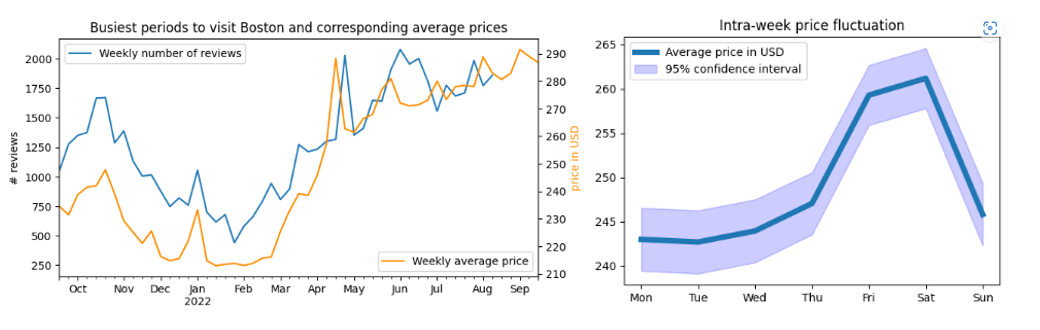 Busiest periods to visit Boston and corresponding average prices
Weekly number of reviews
# reviews
2000
1750
1500
1250
1000
750
500
250
290
280
270
260
250
240
230
220
210
price in USD
Weekly average price
Oct Nov Dec Jan Feb Mar Apr May Jun Jul Aug Sep
2022
Intra-week price fluctuation
Average price in USD
95% confidence interval
265
260
255
250
245
240
Mon Tue Wed Thu Fri Sat Sun